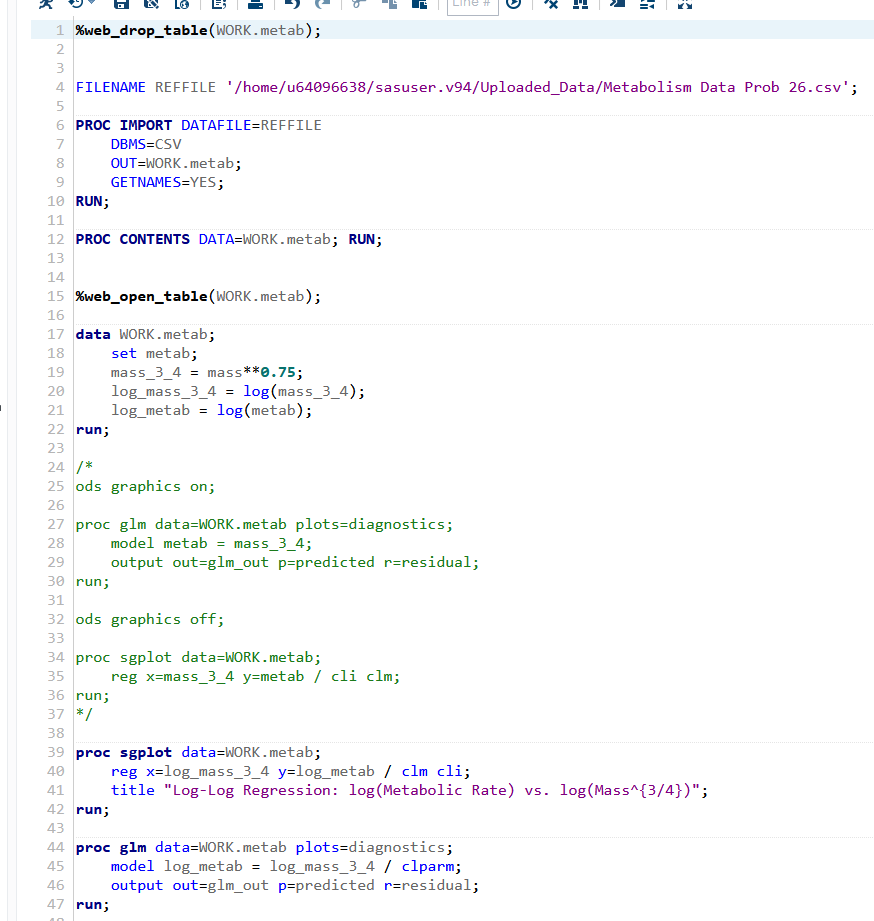 Line #
1 %web_drop_table(WORK.metab);
2
3
4 FILENAME REFFILE '/home/u64096638/sasuser.v94/Uploaded_Data/Metabolism Data Prob 26.csv';
5
6 PROC IMPORT DATAFILE=REFFILE
7     DBMS=CSV
8     OUT=WORK.metab;
9     GETNAMES=YES;
10 RUN;
11
12 PROC CONTENTS DATA=WORK.metab; RUN;
13
14
15 %web_open_table(WORK.metab);
16
17 data WORK.metab;
18     set metab;
19     mass_3_4 = mass**0.75;
20     log_mass_3_4 = log(mass_3_4);
21     log_metab = log(metab);
22 run;
23
24 /*
25 ods graphics on;
26
27 proc glm data=WORK.metab plots=diagnostics;
28     model metab = mass_3_4;
29     output out=glm_out p=predicted r=residual;
30 run;
31
32 ods graphics off;
33
34 proc sgplot data=WORK.metab;
35     reg x=mass_3_4 y=metab / cli clm;
36 run;
37 */
38
39 proc sgplot data=WORK.metab;
40     reg x=log_mass_3_4 y=log_metab / clm cli;
41     title "Log-Log Regression: log(Metabolic Rate) vs. log(Mass^{3/4})";
42 run;
43
44 proc glm data=WORK.metab plots=diagnostics;
45     model log_metab = log_mass_3_4 / clparm;
46     output out=glm_out p=predicted r=residual;
47 run;